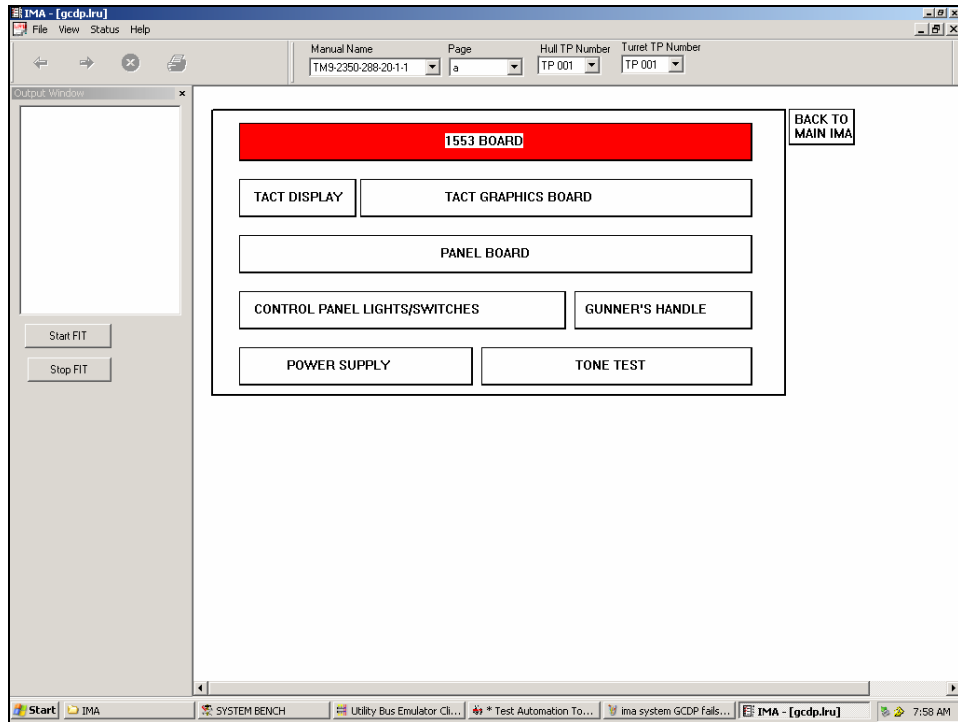 IMA - [gcdp.lru]
File View Status Help
Manual Name Page Hull TP Number Turret TP Number
TM9-2350-288-20-1-1 a TP 001 TP 001
Output Window
BACK TO
MAIN IMA
1553 BOARD
TACT DISPLAY TACT GRAPHICS BOARD
PANEL BOARD
CONTROL PANEL LIGHTS/SWITCHES GUNNER'S HANDLE
POWER SUPPLY TONE TEST
Start FIT
Stop FIT
Start IMA SYSTEM BENCH Utility Bus Emulator Cli... * Test Automation To... ima system GCDP fails... IMA - [gcdp.lru] 7:58 AM